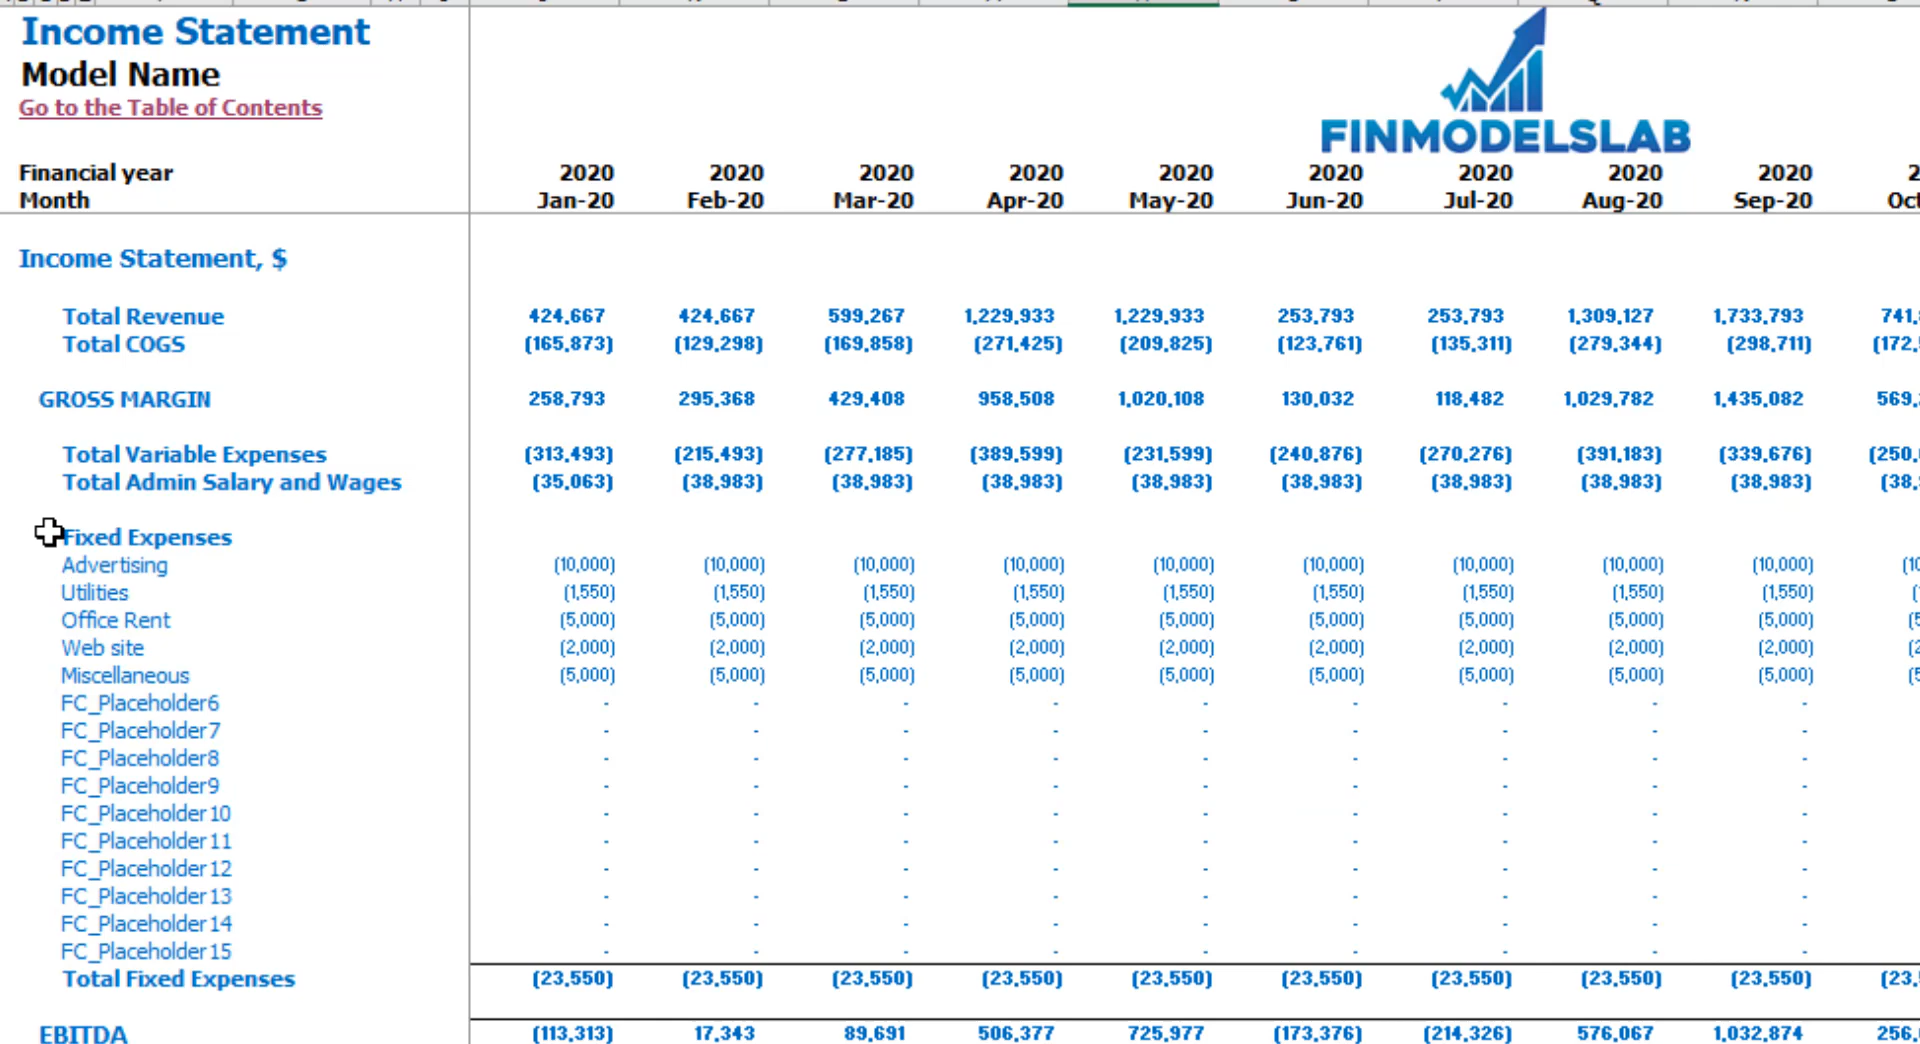 Income Statement
Model Name
Go to the Table of Contents
FINMODELSLAB
Financial year 2020 2020 2020 2020 2020 2020 2020 2020 2020 2
Month Jan-20 Feb-20 Mar-20 Apr-20 May-20 Jun-20 Jul-20 Aug-20 Sep-20 Oct
Income Statement, $
Total Revenue 424,667 424,667 599,267 1,229,933 1,229,933 253,793 253,793 1,309,127 1,733,793 741,
Total COGS (165,873) (129,298) (169,858) (271,425) (209,825) (123,761) (135,311) (279,344) (298,711) (172,
GROSS MARGIN 258,793 295,368 429,408 958,508 1,020,108 130,032 118,482 1,029,782 1,435,082 569,
Total Variable Expenses (313,493) (215,493) (277,185) (389,599) (231,599) (240,876) (270,276) (391,183) (339,676) (250,
Total Admin Salary and Wages (35,063) (38,983) (38,983) (38,983) (38,983) (38,983) (38,983) (38,983) (38,983) (38,
Fixed Expenses
Advertising (10,000) (10,000) (10,000) (10,000) (10,000) (10,000) (10,000) (10,000) (10,000) (10
Utilities (1,550) (1,550) (1,550) (1,550) (1,550) (1,550) (1,550) (1,550) (1,550) (
Office Rent (5,000) (5,000) (5,000) (5,000) (5,000) (5,000) (5,000) (5,000) (5,000) (5
Web site (2,000) (2,000) (2,000) (2,000) (2,000) (2,000) (2,000) (2,000) (2,000) (2
Miscellaneous (5,000) (5,000) (5,000) (5,000) (5,000) (5,000) (5,000) (5,000) (5,000) (5
FC_Placeholder6 - - - - - - - - -
FC_Placeholder7 - - - - - - - - -
FC_Placeholder8 - - - - - - - - -
FC_Placeholder9 - - - - - - - - -
FC_Placeholder10 - - - - - - - - -
FC_Placeholder11 - - - - - - - - -
FC_Placeholder12 - - - - - - - - -
FC_Placeholder13 - - - - - - - - -
FC_Placeholder14 - - - - - - - - -
FC_Placeholder15 - - - - - - - - -
Total Fixed Expenses (23,550) (23,550) (23,550) (23,550) (23,550) (23,550) (23,550) (23,550) (23,550) (23,
EBITDA (113,313) 17,343 89,691 506,377 725,977 (173,376) (214,326) 576,067 1,032,874 256,